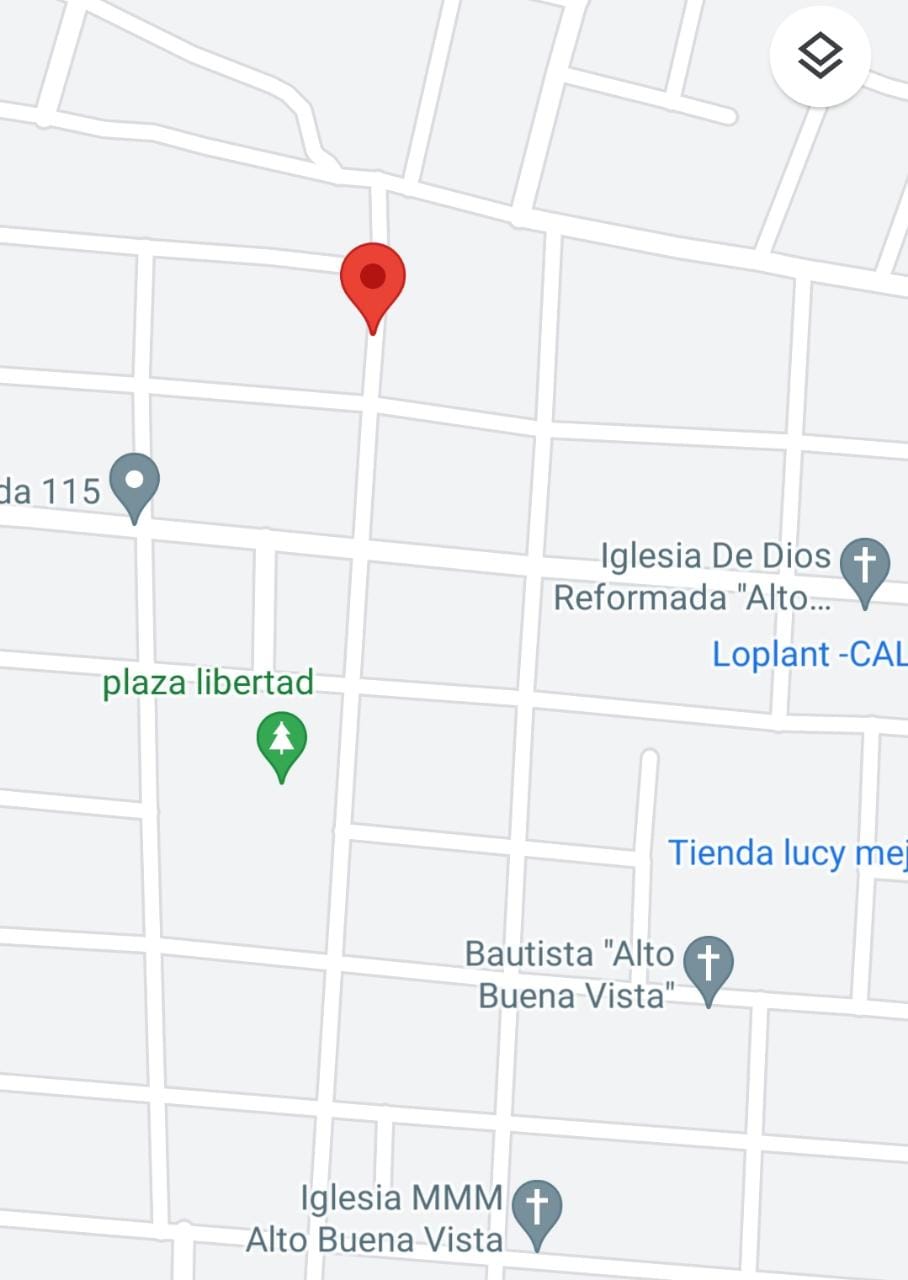 da 115
Iglesia De Dios
Reformada "Alto...
Loplant -CAL
plaza libertad
Tienda lucy mej
Bautista "Alto
Buena Vista"
Iglesia MMM
Alto Buena Vista